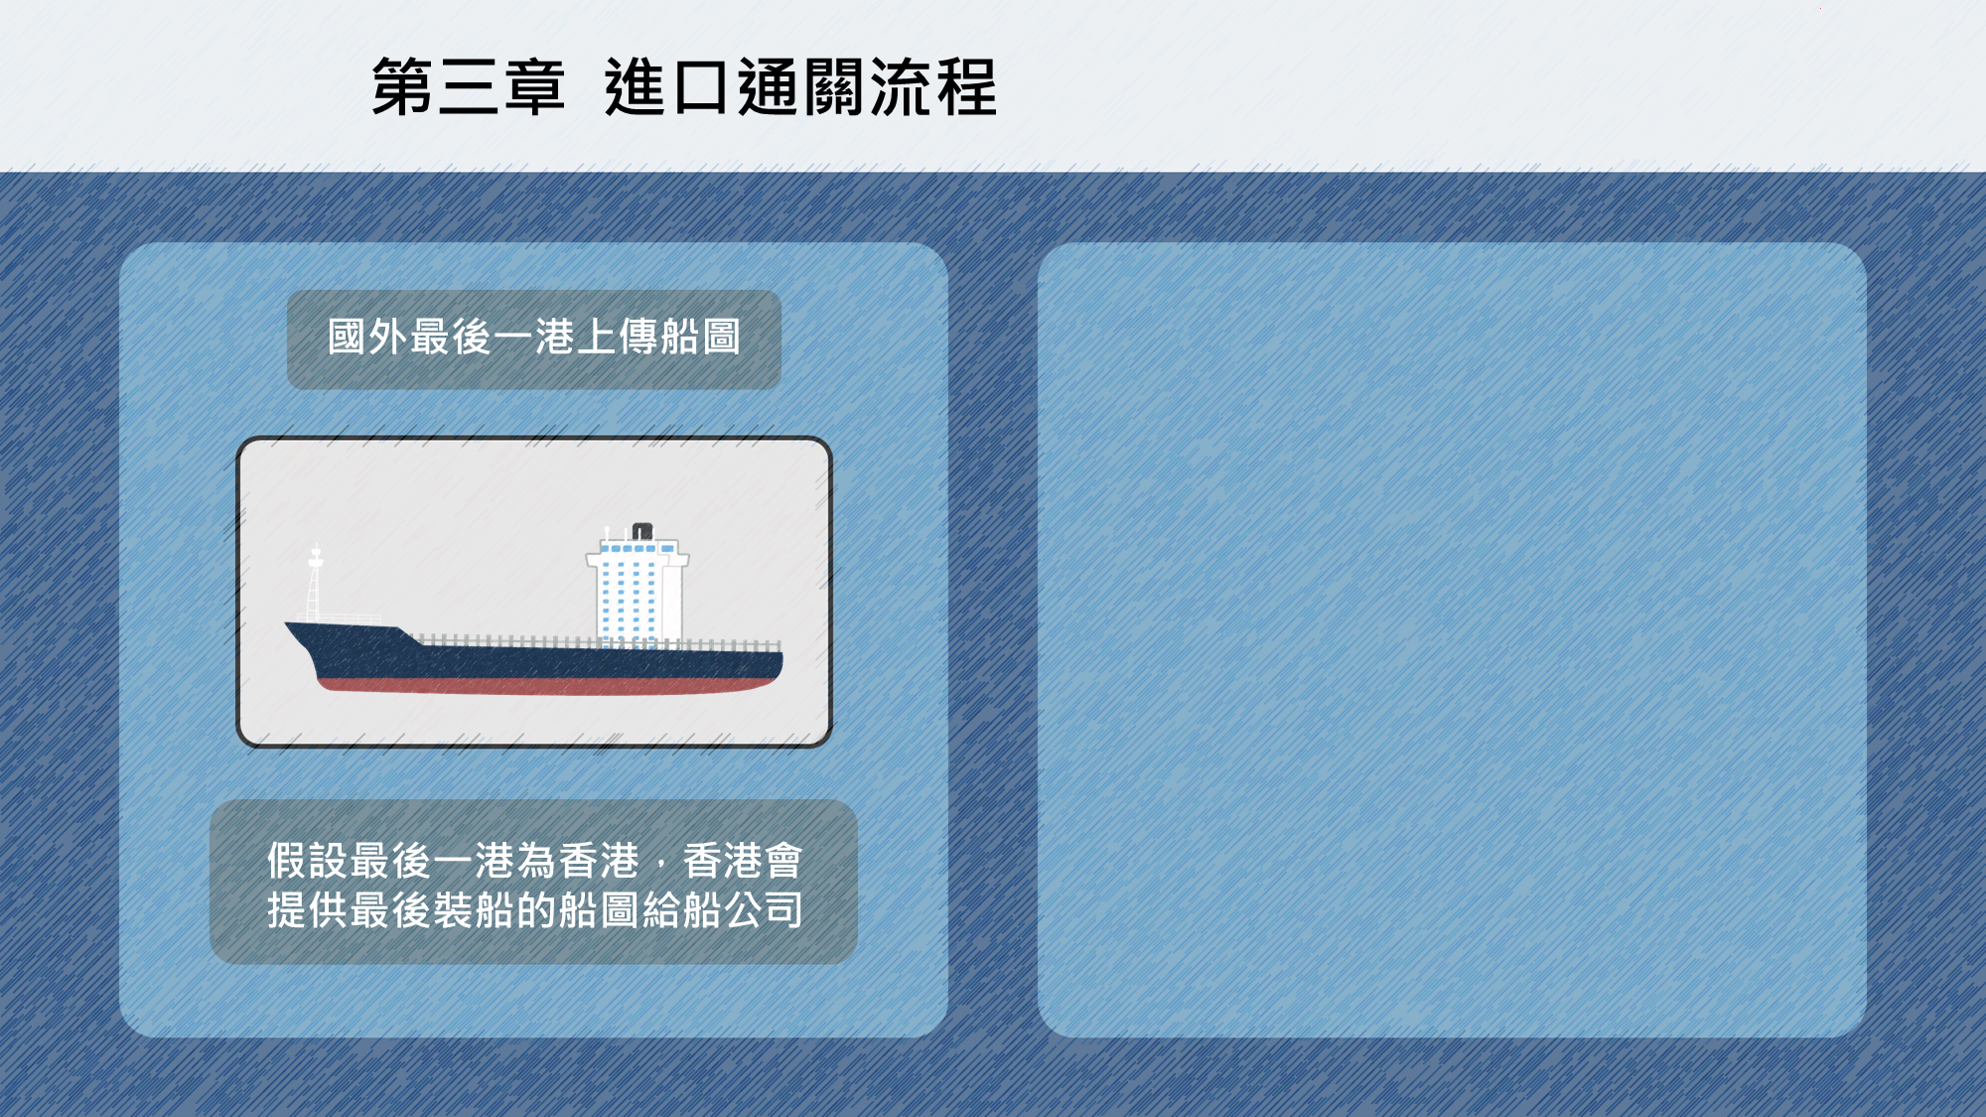 第三章 進口通關流程
國外最後一港上傳船圖
假設最後一港為香港，香港會
提供最後裝船的船圖給船公司